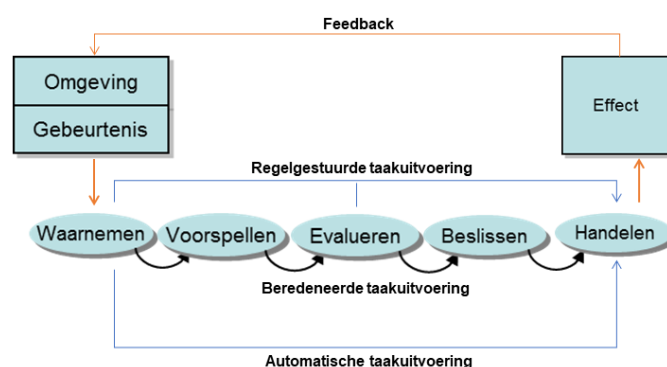 Feedback
Omgeving
Gebeurtenis
Effect
Regelgestuurde taakuitvoering
Waarnemen
Voorspellen
Evalueren
Beslissen
Handelen
Beredeneerde taakuitvoering
Automatische taakuitvoering